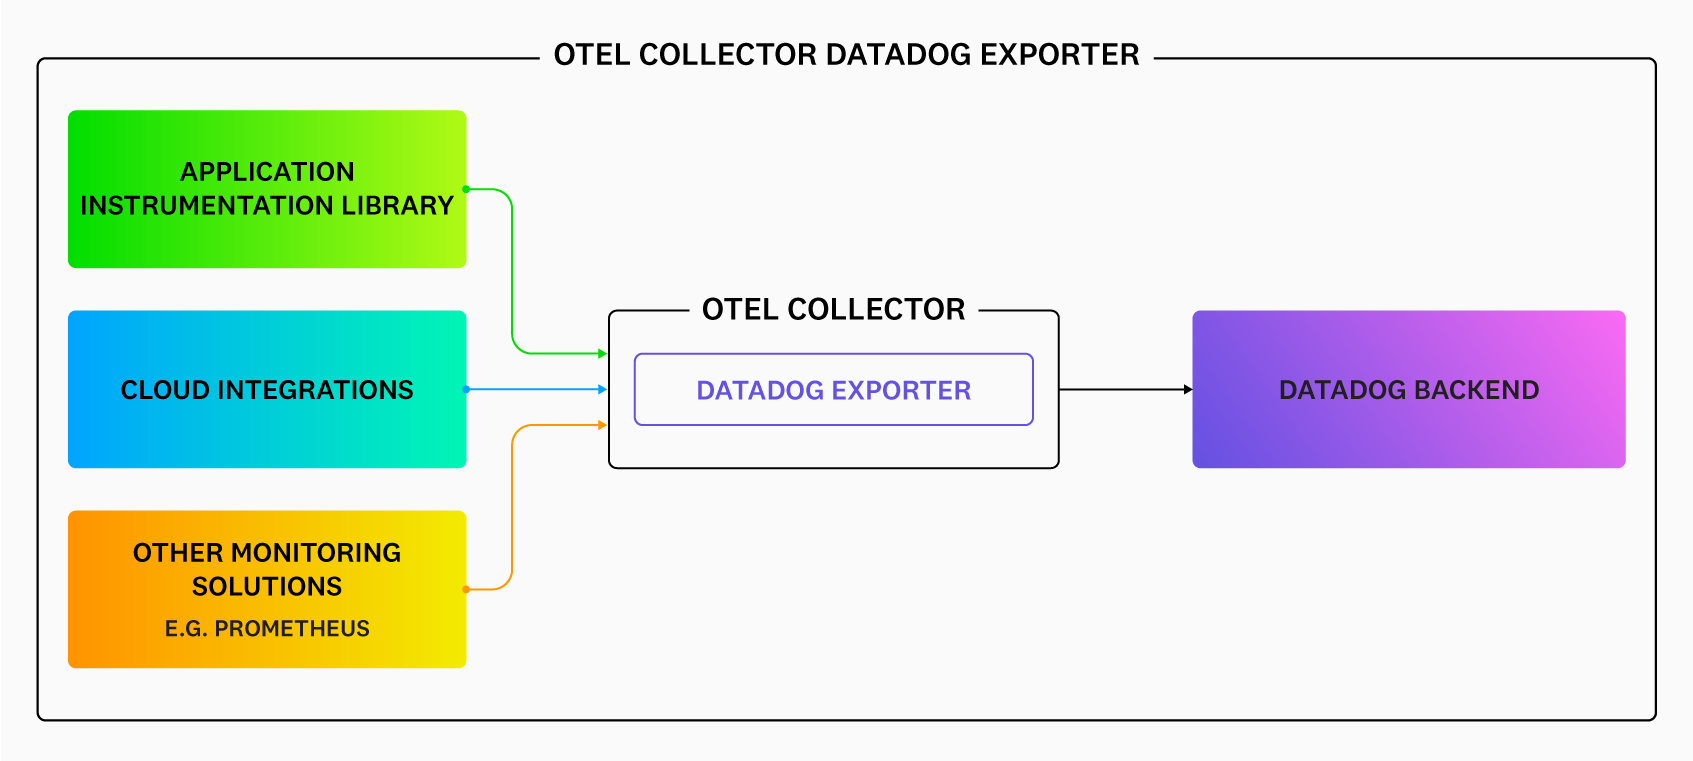 OTEL COLLECTOR DATADOG EXPORTER
APPLICATION
INSTRUMENTATION LIBRARY
CLOUD INTEGRATIONS
OTHER MONITORING
SOLUTIONS
E.G. PROMETHEUS
OTEL COLLECTOR
DATADOG EXPORTER
DATADOG BACKEND